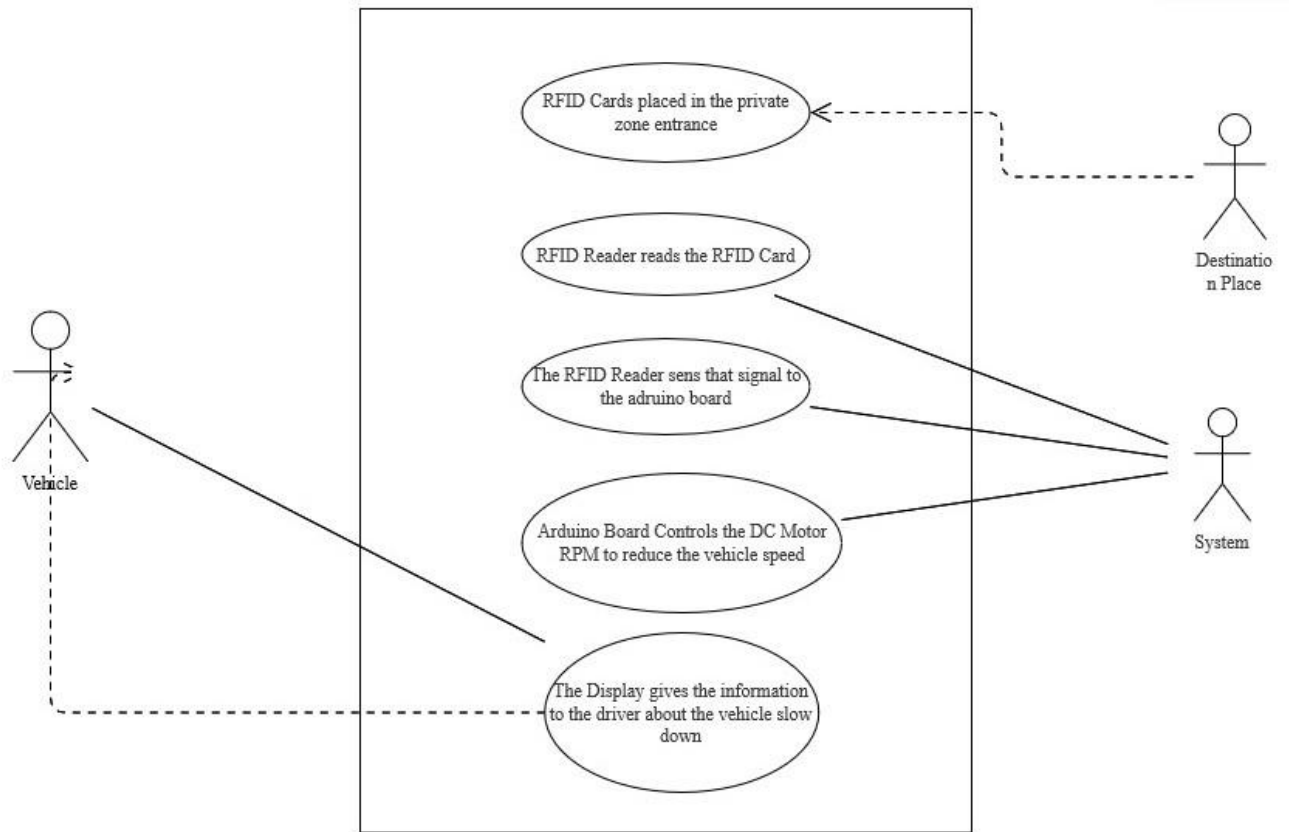 RFID Cards placed in the private
zone entrance
Destinatio
n Place
RFID Reader reads the RFID Card
The RFID Reader sens that signal to
the adruino board
Vehicle
Arduino Board Controls the DC Motor
RPM to reduce the vehicle speed
System
The Display gives the information
to the driver about the vehicle slow
down